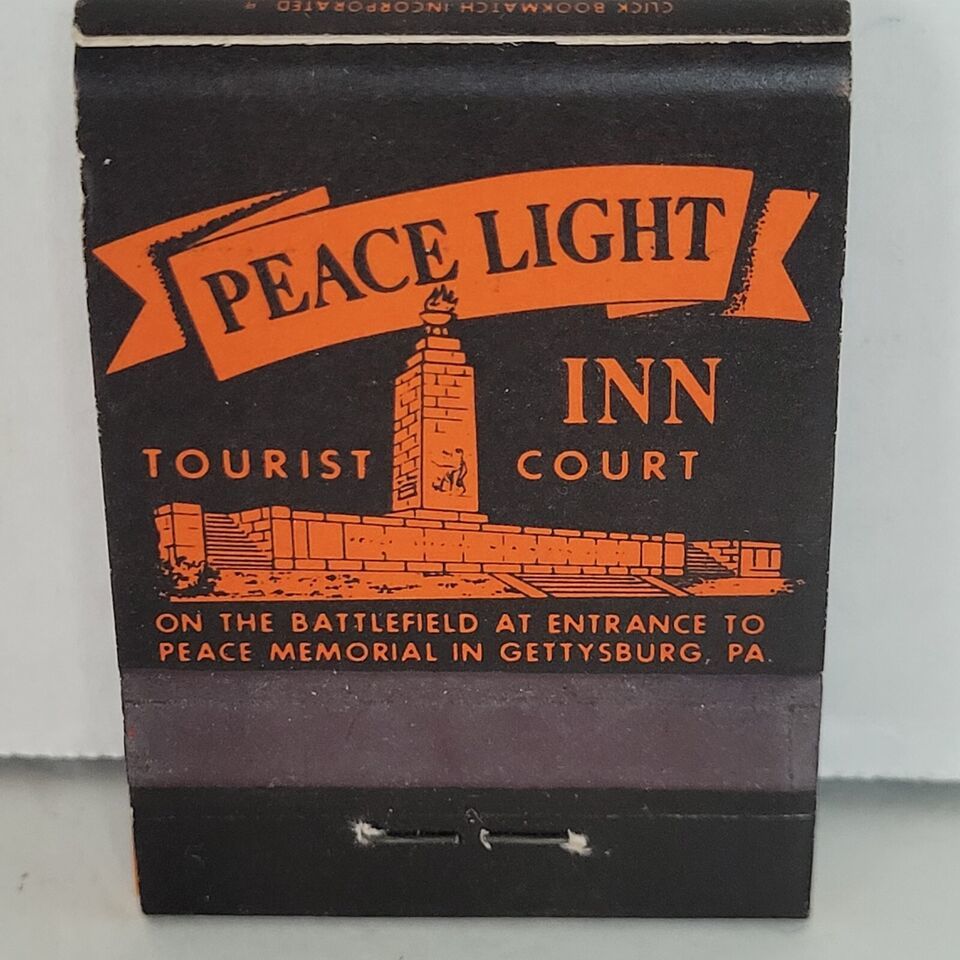 CLICK BOOKMATCH INCORPORATED
PEACE LIGHT
INN
TOURIST COURT
ON THE BATTLEFIELD AT ENTRANCE TO
PEACE MEMORIAL IN GETTYSBURG, PA.